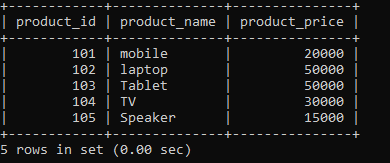 +------------+--------------+---------------+
| product_id | product_name | product_price |
+------------+--------------+---------------+
|        101 | mobile       |         20000 |
|        102 | laptop       |         50000 |
|        103 | Tablet       |         50000 |
|        104 | TV           |         30000 |
|        105 | Speaker      |         15000 |
+------------+--------------+---------------+
5 rows in set (0.00 sec)